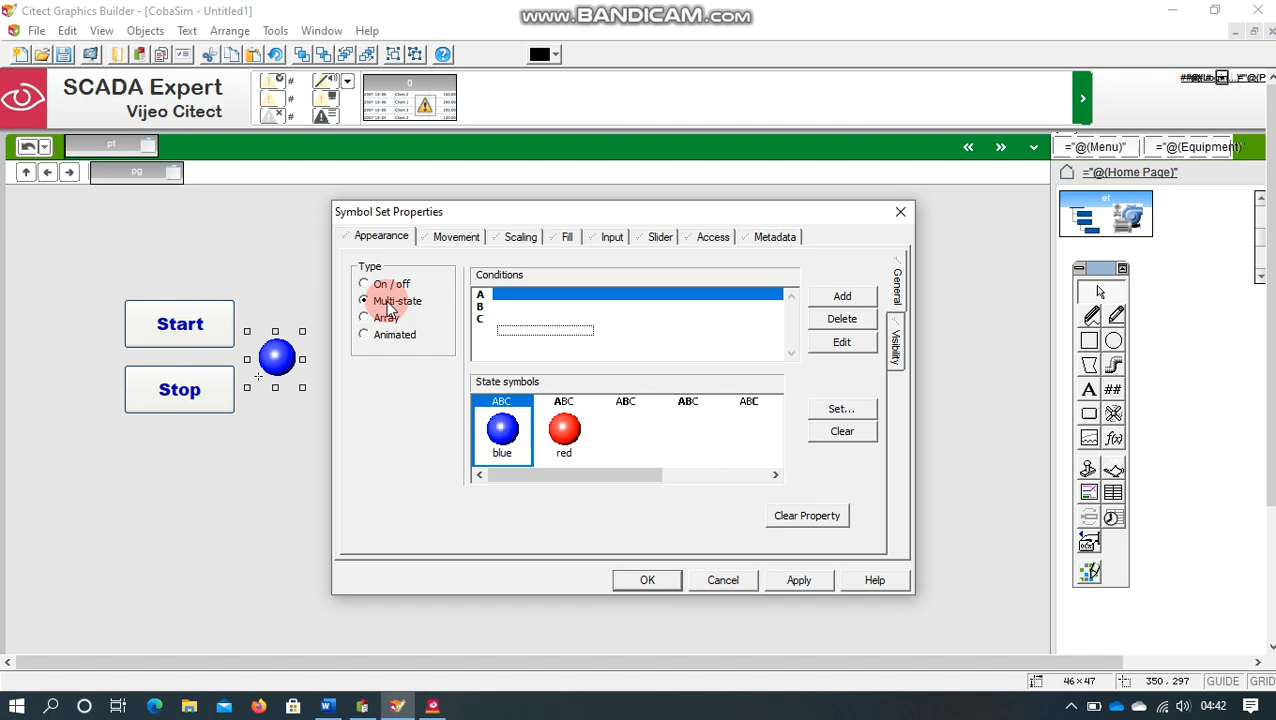 Citect Graphics Builder - [CobaSim - Untitled1]
www.BANDICAM.com
File Edit View Objects Text Arrange Tools Window Help
SCADA Expert
Vijeo Citect
#
#
#
0
pt
="@(Menu)"
="@(Equipment)"
pg
="@(Home Page)"
et
Symbol Set Properties
Appearance Movement Scaling Fill Input Slider Access Metadata
Type
On / off
Multi-state
Array
Animated
Conditions
A
B
C
Add
Delete
Edit
General
Visibility
State symbols
ABC ABC ABC ABC ABC
blue red
Set...
Clear
Clear Property
OK Cancel Apply Help
Start
Stop
A ##
46 x 47 350, 297 GUIDE GRID
04:42